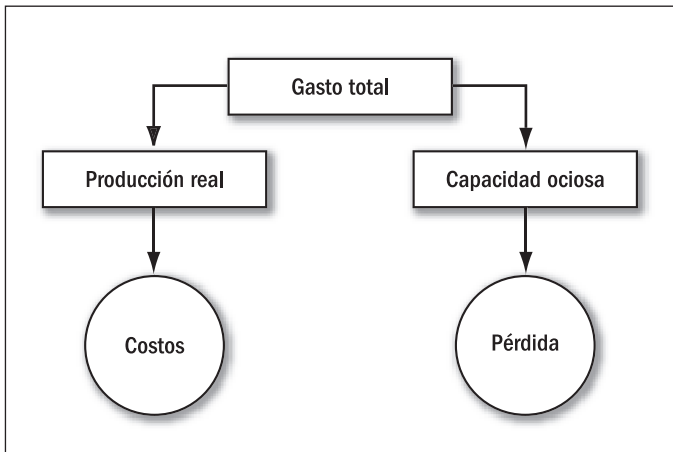 Gasto total
Producción real
Capacidad ociosa
Costos
Pérdida